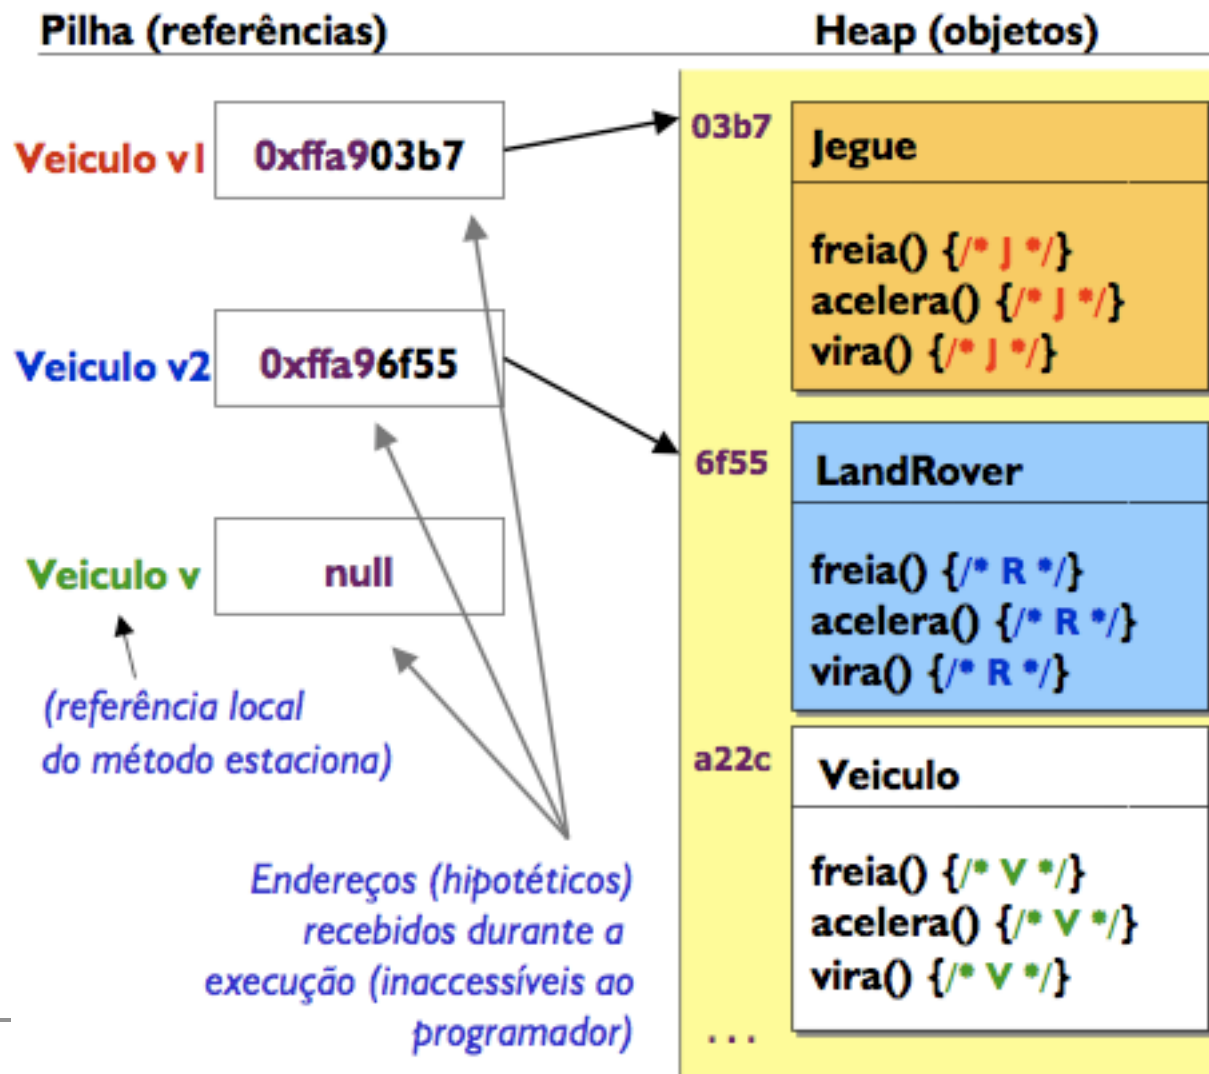 Pilha (referências)
Heap (objetos)
Veiculo v1
0xffa903b7
Veiculo v2
0xffa96f55
Veiculo v
null
(referência local
do método estaciona)
Endereços (hipotéticos)
recebidos durante a
execução (inaccessíveis ao
programador)
03b7
Jegue
freia() {/* J */}
acelera() {/* J */}
vira() {/* J */}
6f55
LandRover
freia() {/* R */}
acelera() {/* R */}
vira() {/* R */}
a22c
Veiculo
freia() {/* V */}
acelera() {/* V */}
vira() {/* V */}
...